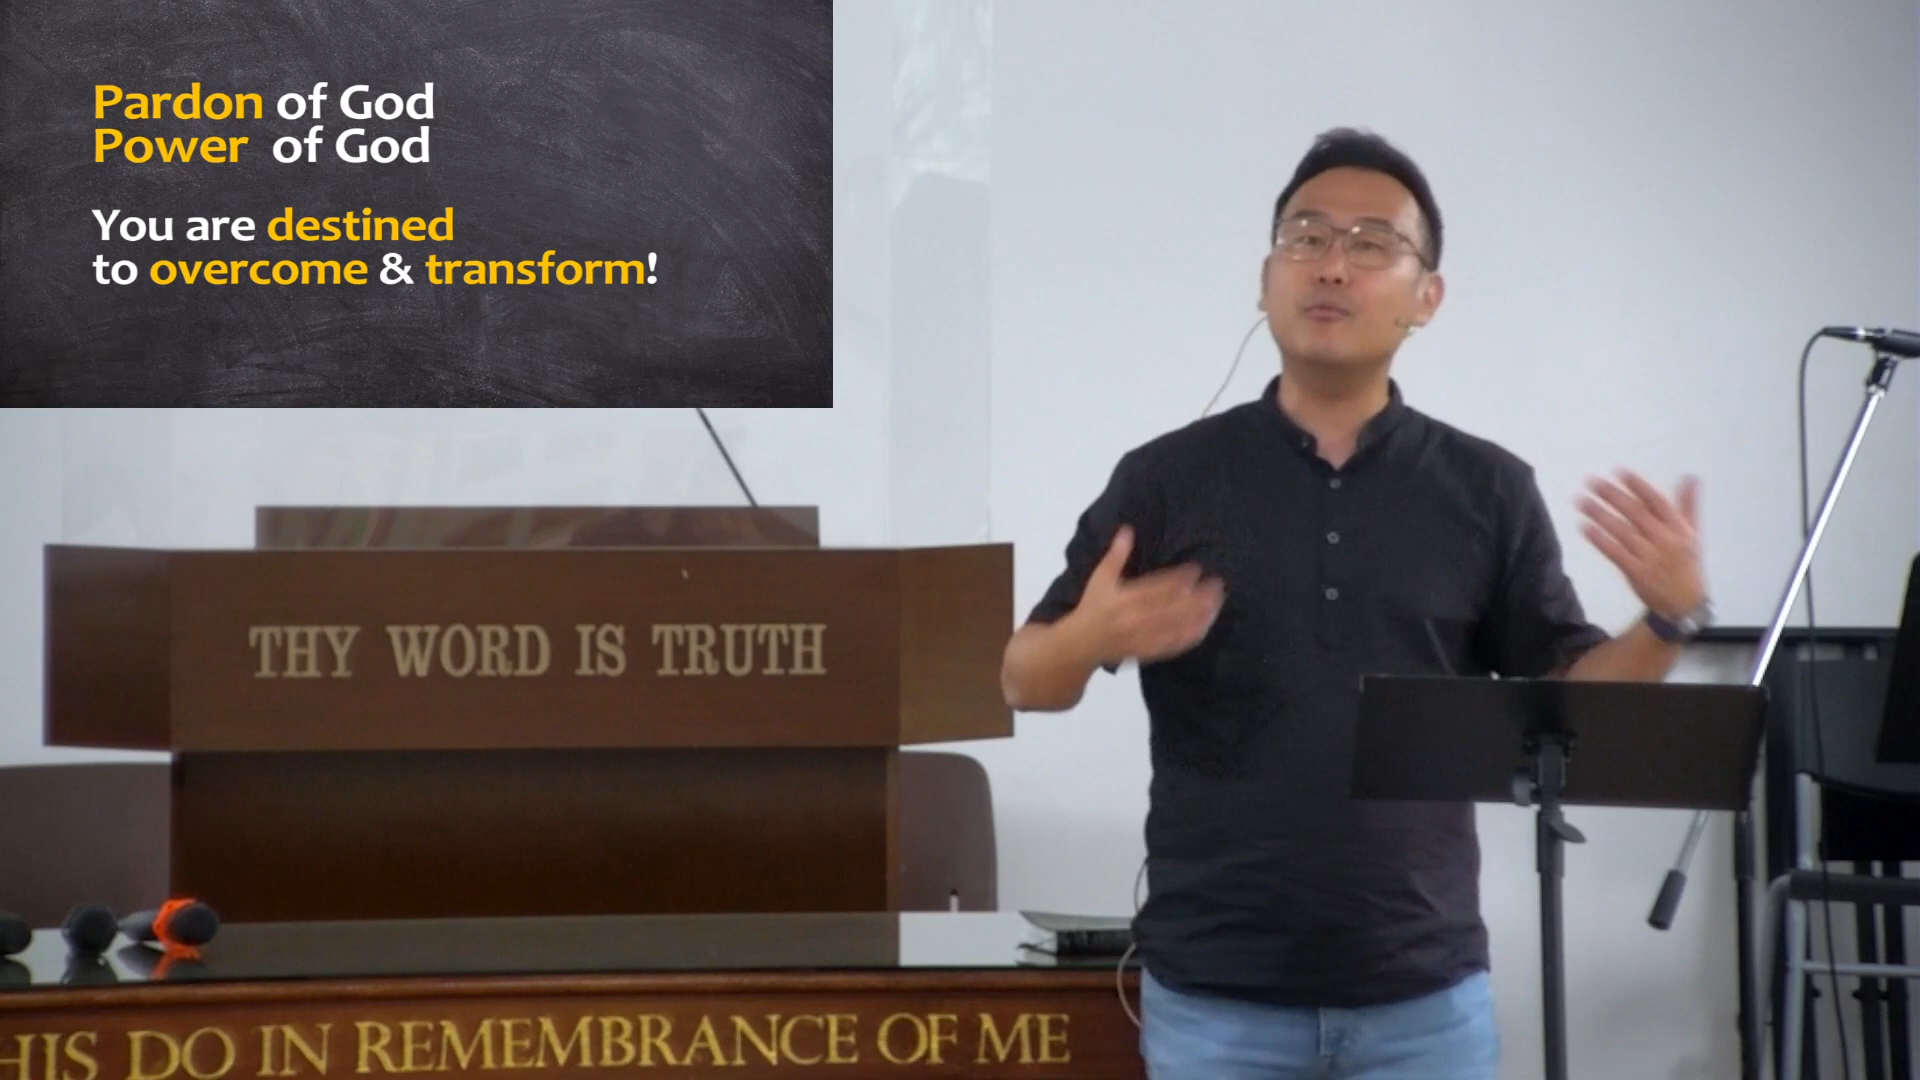 Pardon of God
Power of God
You are destined
to overcome & transform!
THY WORD IS TRUTH
HIS DO IN REMEMBRANCE OF ME